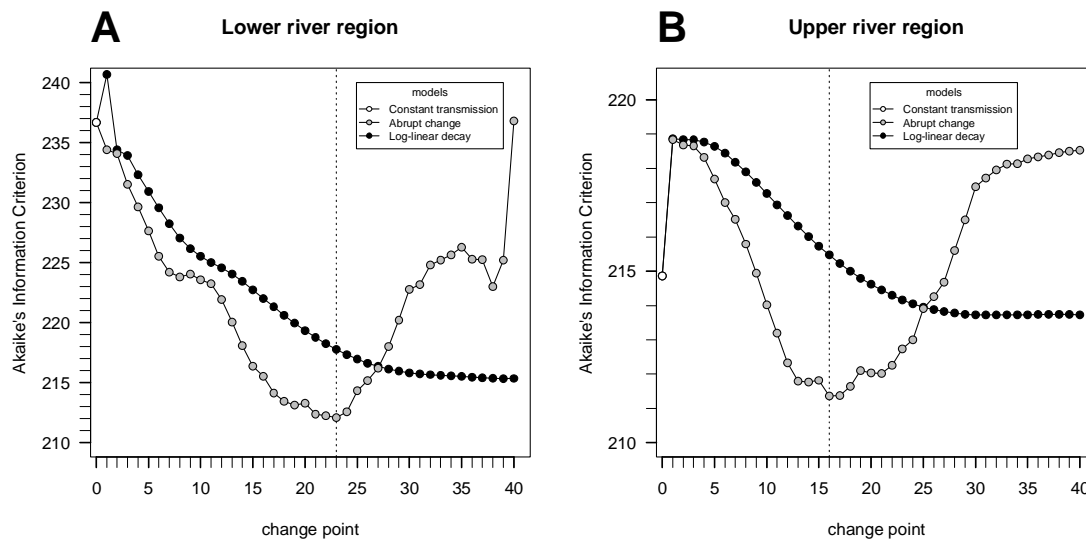 A
Lower river region
Akaike's Information Criterion
240
235
230
225
220
215
210
models
Constant transmission
Abrupt change
Log-linear decay
0 5 10 15 20 25 30 35 40
change point
B
Upper river region
Akaike's Information Criterion
220
215
210
models
Constant transmission
Abrupt change
Log-linear decay
0 5 10 15 20 25 30 35 40
change point